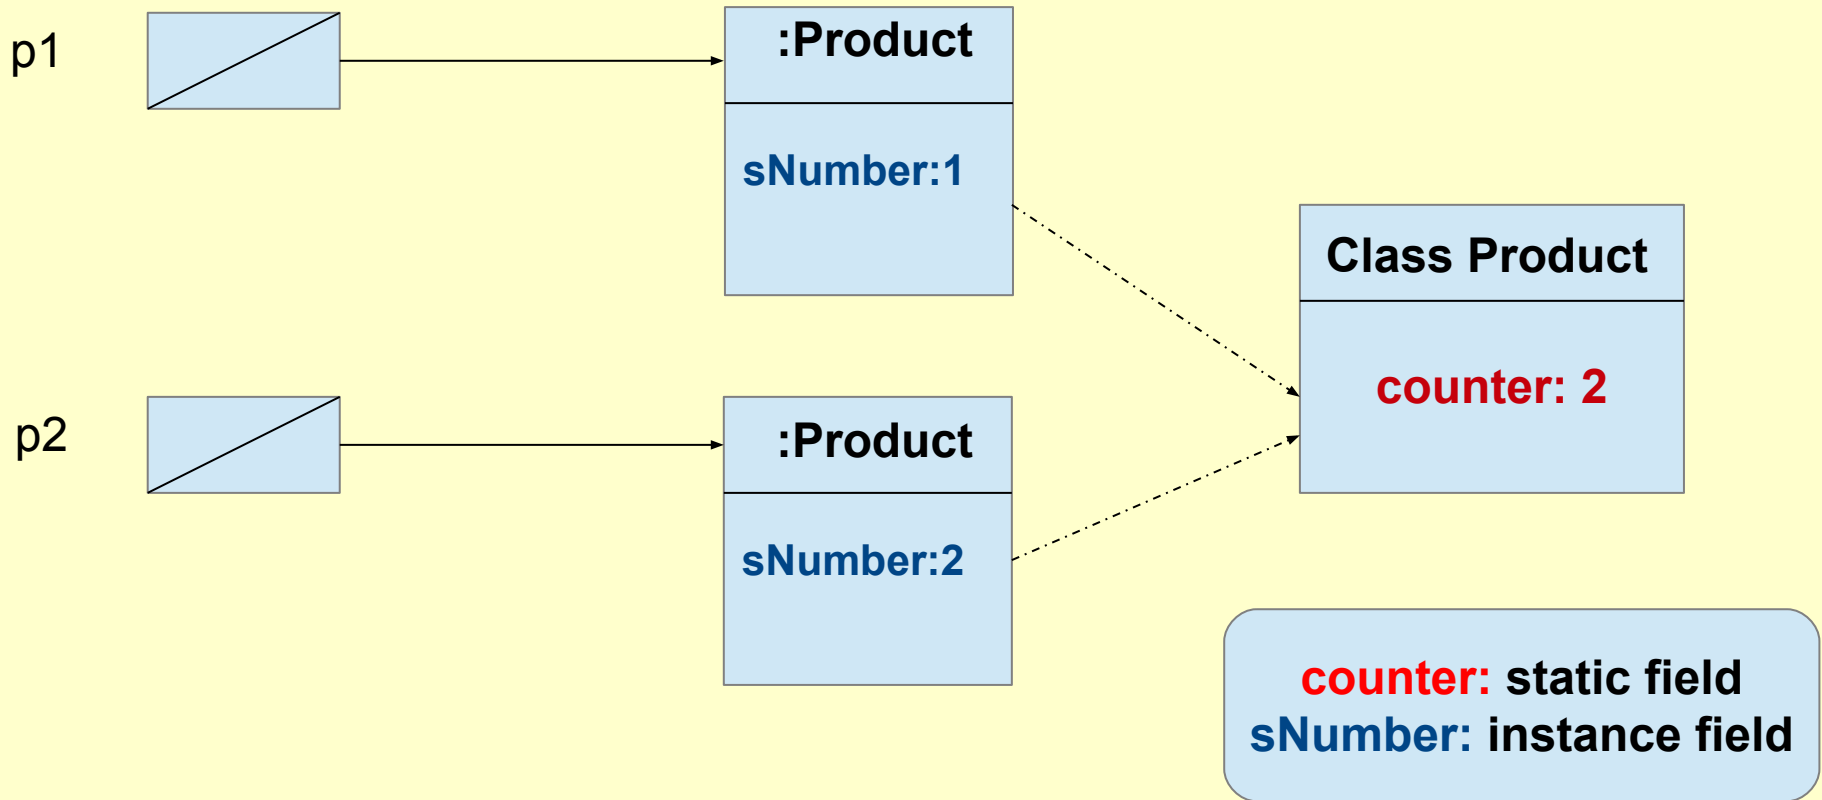 p1
:Product
sNumber:1
Class Product
counter: 2
p2
:Product
sNumber:2
counter: static field
sNumber: instance field